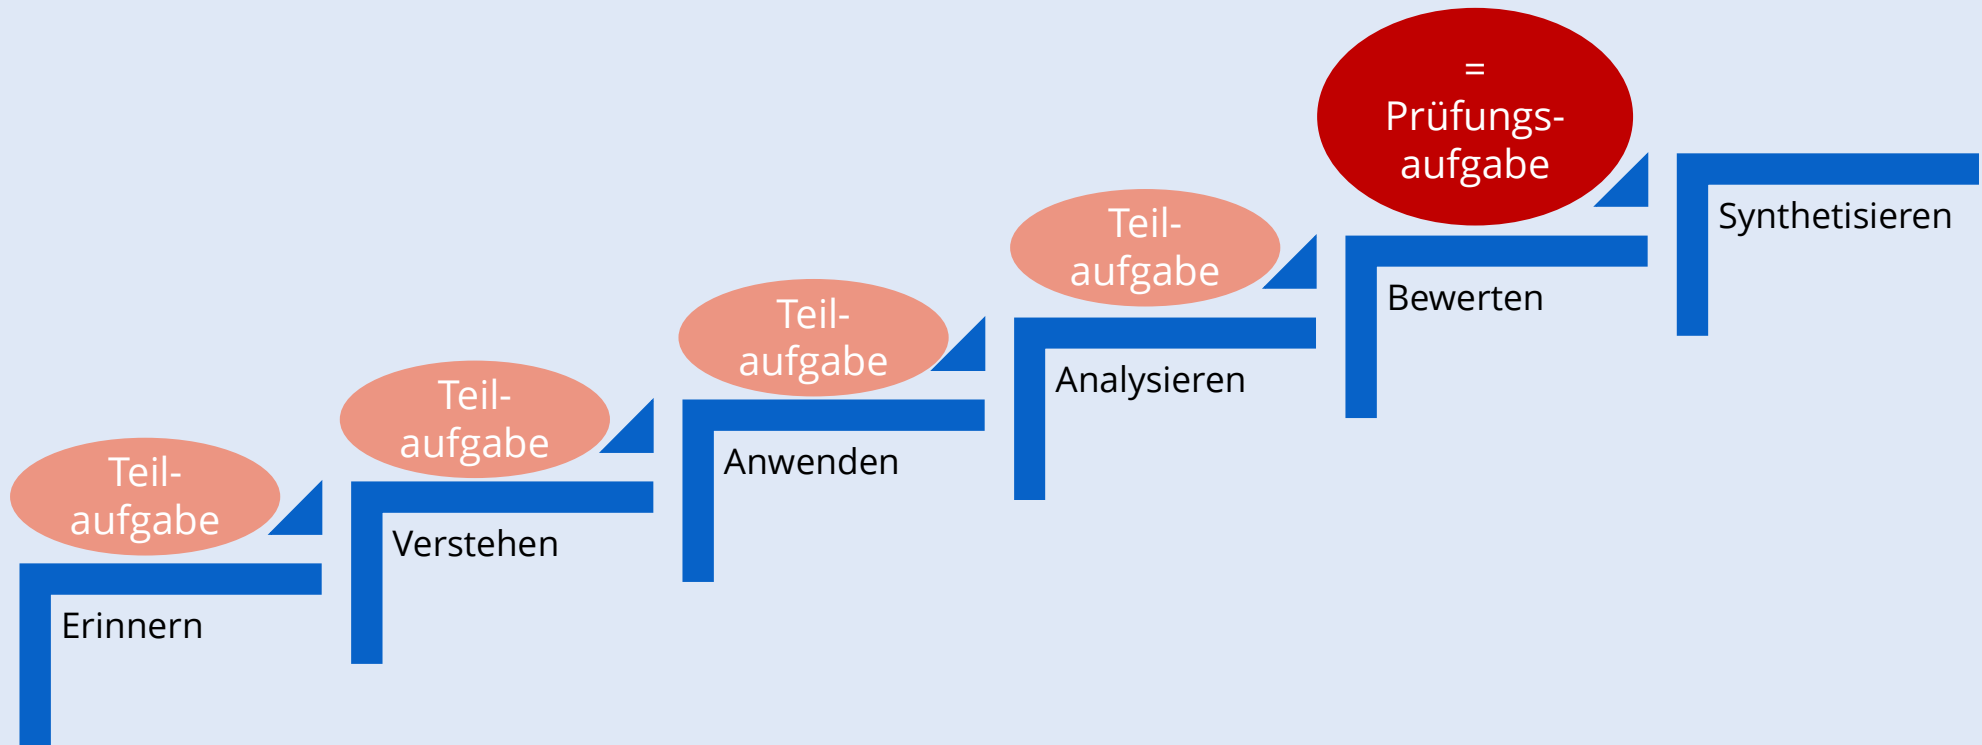 =
Prüfungs-
aufgabe
Teil-
aufgabe
Synthetisieren
Teil-
aufgabe
Bewerten
Teil-
aufgabe
Analysieren
Teil-
aufgabe
Anwenden
Verstehen
Teil-
aufgabe
Erinnern